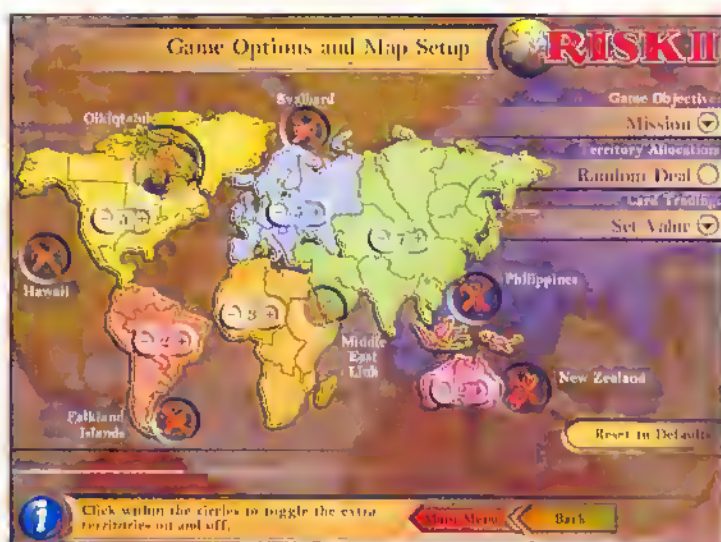 Game Options and Map Setup
RISK II
Game Objective
Mission
Territory Allocation
Random Deal
Card Trading
Set Value
Svalbard
Hawaii
Philippines
Middle
East
Link
New Zealand
Falkland
Islands
Reset to Defaults
Click within the circles to toggle the extra
territories on and off.
Main Menu
Back